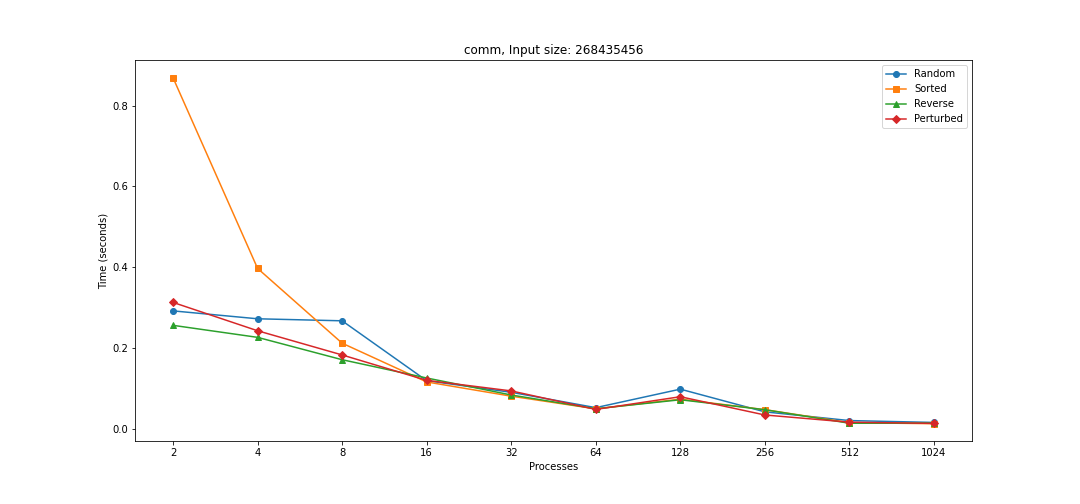 comm, Input size: 268435456
Random
Sorted
Reverse
Perturbed
Time (seconds)
0.8
0.6
0.4
0.2
0.0
2 4 8 16 32 64 128 256 512 1024
Processes